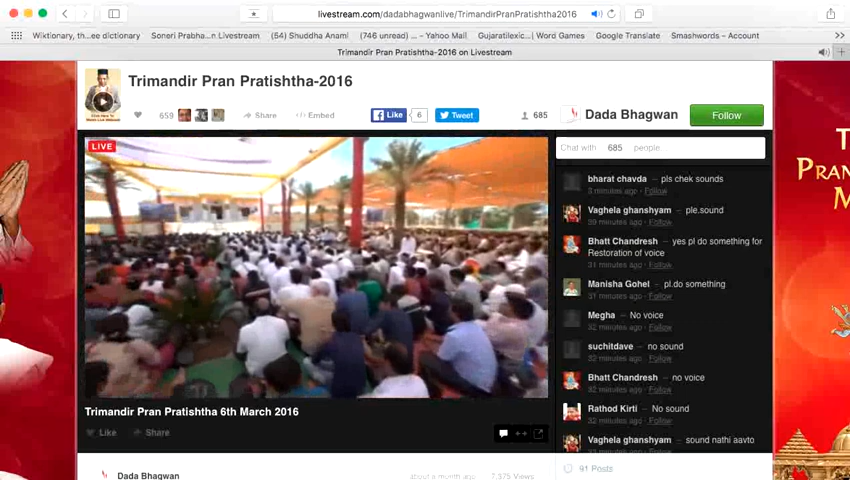 livestream.com/dadabhagwanlive/TrimandirPranPratishtha2016
Wiktionary, th...ee dictionary
Soneri Prabha...n Livestream
(54) Shuddha Anami
(746 unread) ... – Yahoo Mail
Gujaratilexic...| Word Games
Google Translate
Smashwords – Account
Trimandir Pran Pratishtha-2016 on Livestream
Trimandir Pran Pratishtha-2016
659
Share
Embed
Like
6
Tweet
685
Dada Bhagwan
Follow
LIVE
Trimandir Pran Pratishtha 6th March 2016
Like
Share
Dada Bhagwan
about a month ago
7,375 Views
Chat with 685 people.
bharat chavda – pls chek sounds
3 minutes ago · Follow
Vaghela ghanshyam – ple.sound
Follow
Bhatt Chandresh – yes pl do something for
Restoration of voice
31 minutes ago · Follow
Manisha Gohel – pl.do something
31 minutes ago · Follow
Megha – No voice
32 minutes ago · Follow
suchitdave – no sound
32 minutes ago · Follow
Bhatt Chandresh – no voice
32 minutes ago · Follow
Rathod Kirti – No sound
32 minutes ago · Follow
Vaghela ghanshyam – sound nathi aavto
91 Posts